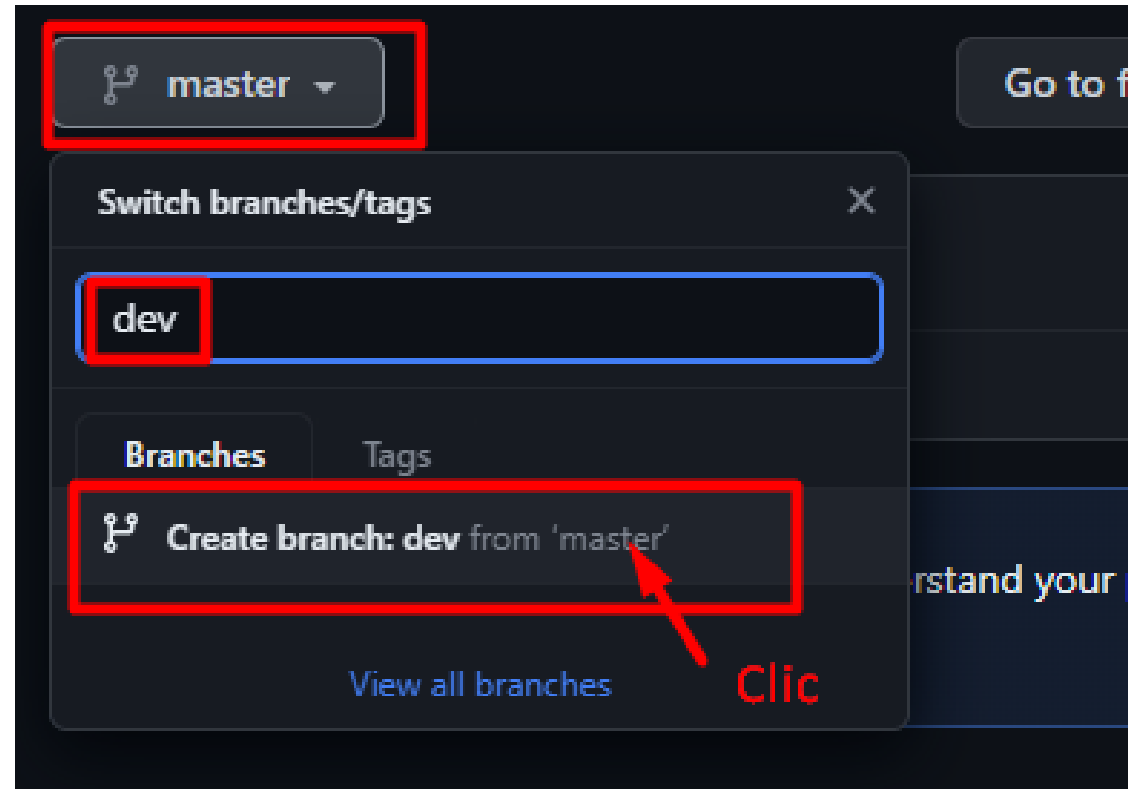 master
Go to f
Switch branches/tags
dev
Branches Tags
Create branch: dev from ‘master’
rstand your
View all branches
Clic